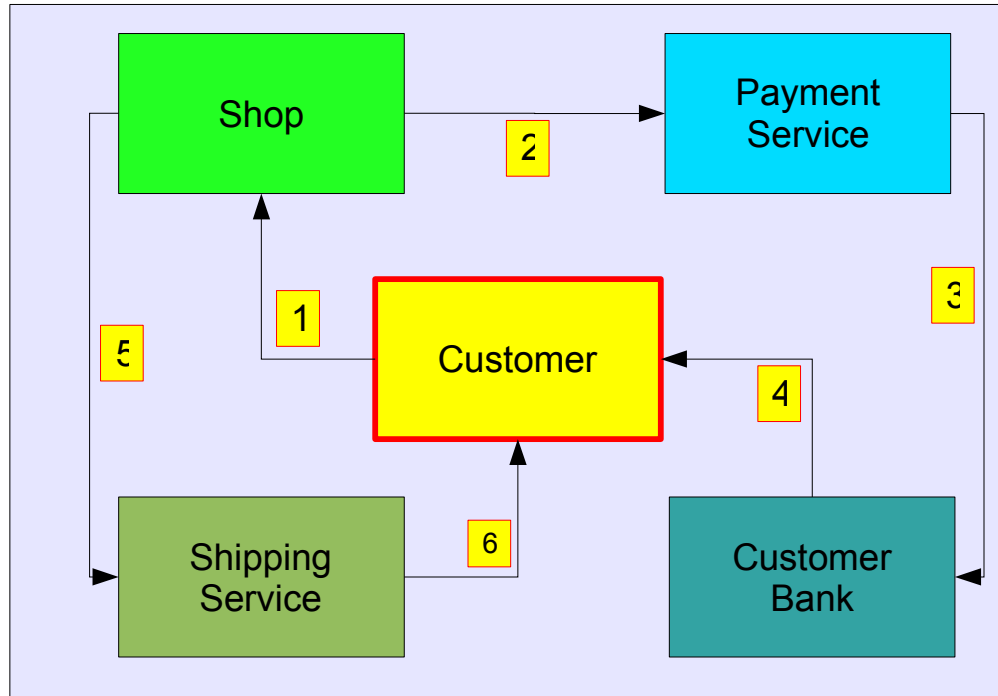 Shop
Payment
Service
2
3
1
Customer
5
4
6
Shipping
Service
Customer
Bank